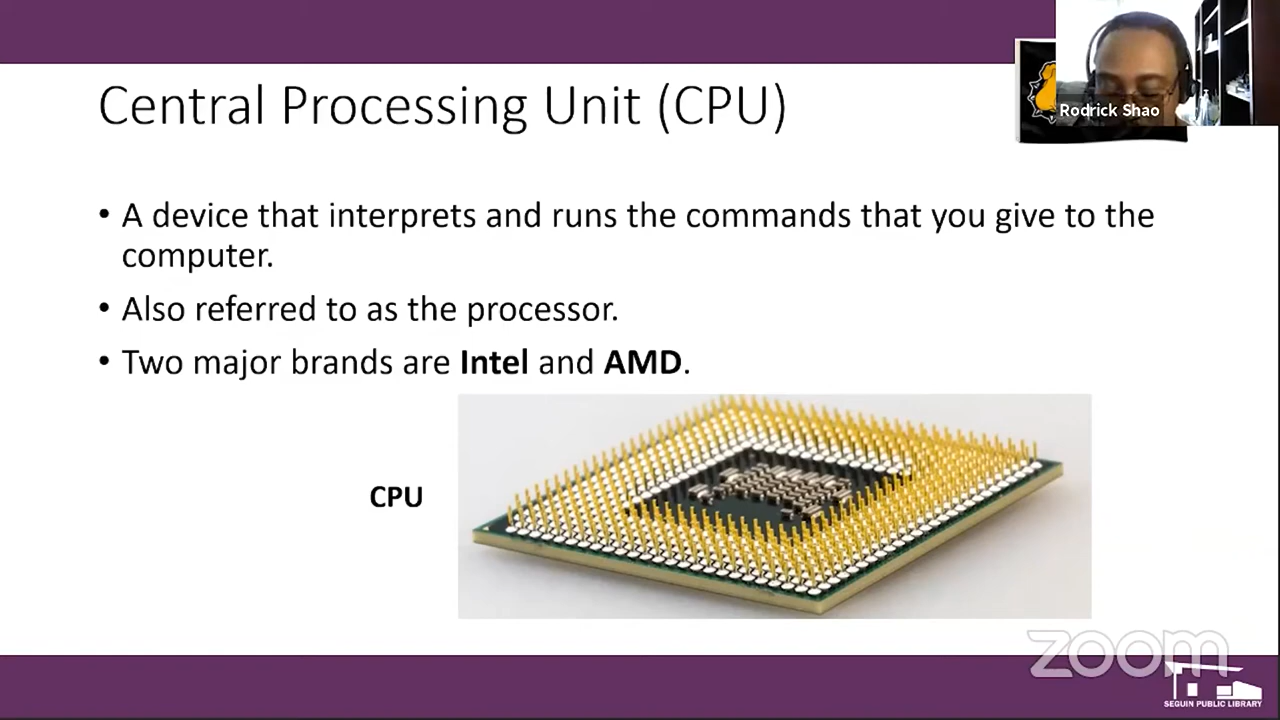 Central Processing Unit (CPU)
Rodrick Shao
• A device that interprets and runs the commands that you give to the
computer.
• Also referred to as the processor.
• Two major brands are Intel and AMD.
CPU
zoom
SEGUIN PUBLIC LIBRARY